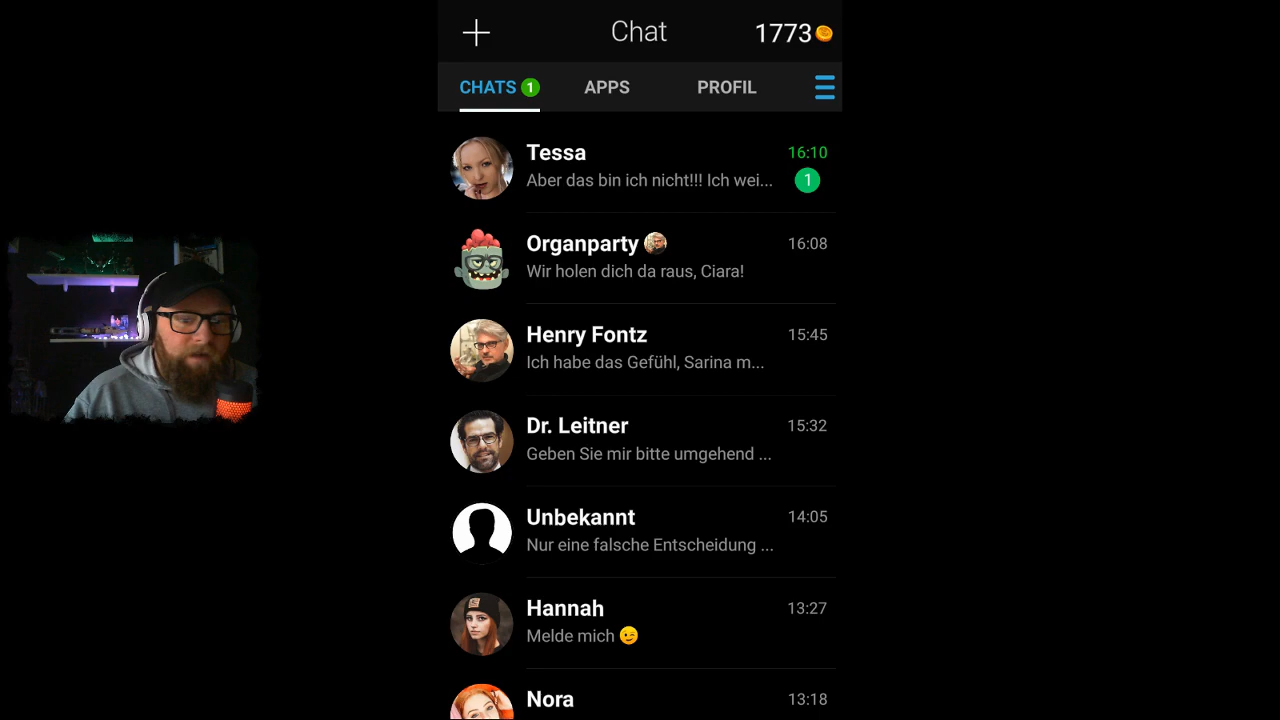 Chat
1773
CHATS 1
APPS
PROFIL
Tessa
16:10
Aber das bin ich nicht!!! Ich wei...
1
Organparty
16:08
Wir holen dich da raus, Ciara!
Henry Fontz
15:45
Ich habe das Gefühl, Sarina m...
Dr. Leitner
15:32
Geben Sie mir bitte umgehend ...
Unbekannt
14:05
Nur eine falsche Entscheidung ...
Hannah
13:27
Melde mich 😉
Nora
13:18